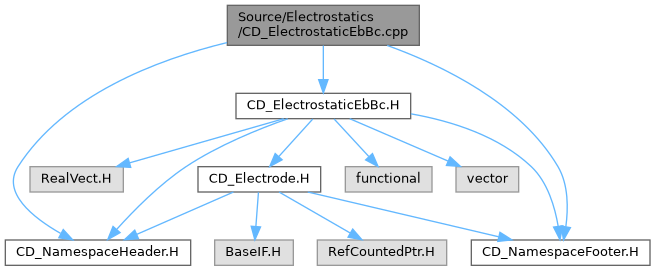 Source/Electrostatics
/CD_ElectrostaticEbBc.cpp
CD_ElectrostaticEbBc.H
RealVect.H
CD_Electrode.H
functional
vector
CD_NamespaceHeader.H
BaseIF.H
RefCountedPtr.H
CD_NamespaceFooter.H